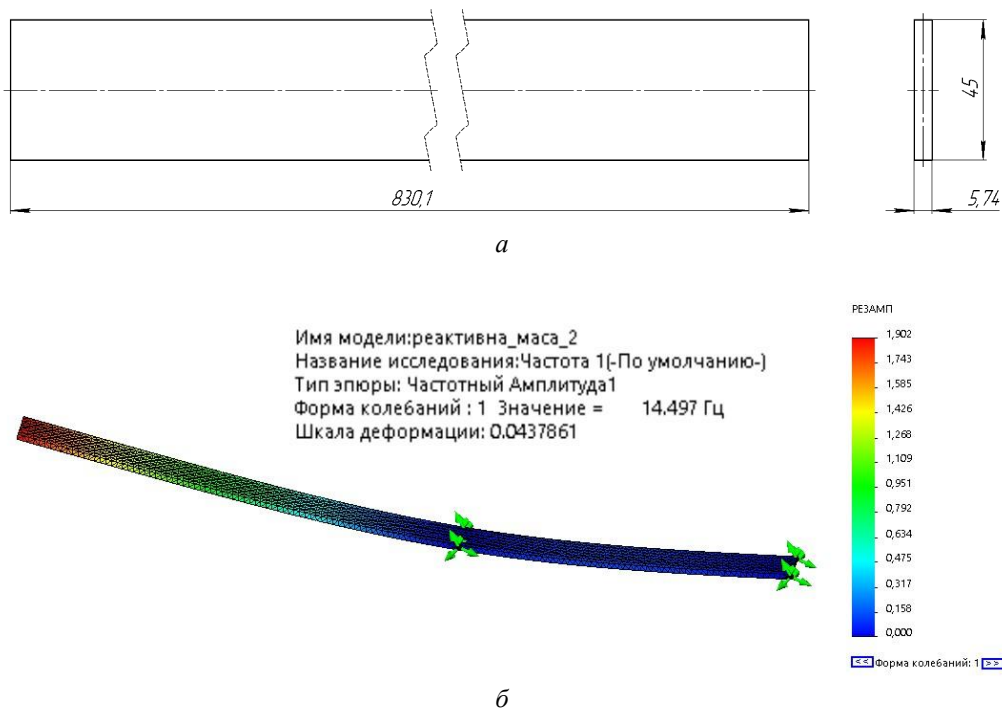 45
830,1
5,74
а
Имя модели:реактивна_маса_2
Название исследования:Частота 1(-По умолчанию-)
Тип эпюры: Частотный Амплитуда1
Форма колебаний : 1 Значение = 14.497 Гц
Шкала деформации: 0.0437861
РЕЗАМП
1,902
1,743
1,585
1,426
1,268
1,109
0,951
0,792
0,634
0,475
0,317
0,158
0,000
<< Форма колебаний: 1 >>
б